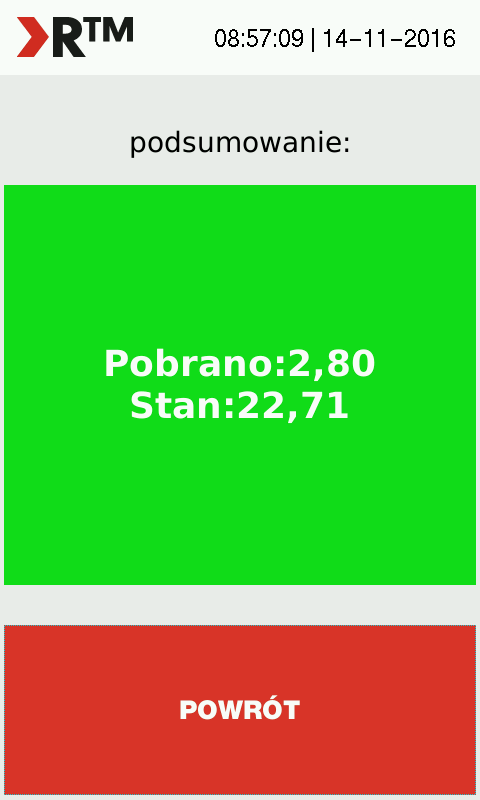 RTM
08:57:09 | 14-11-2016
podsumowanie:
Pobrano:2,80
Stan:22,71
POWRÓT